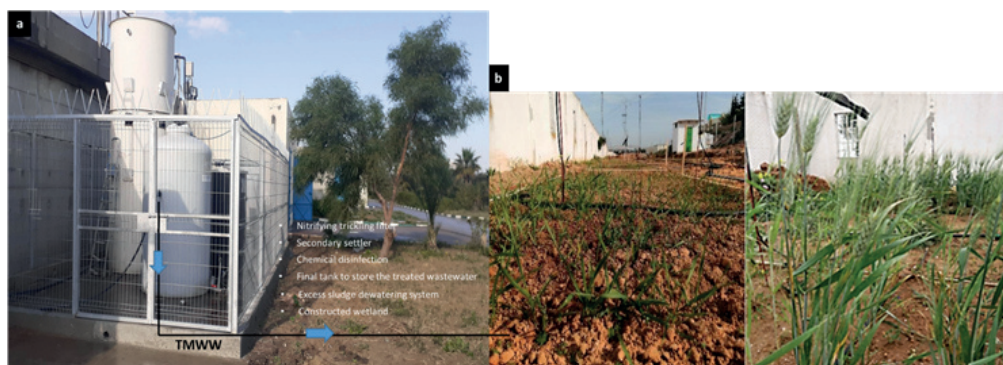 a
Nitrifying trickling filter
Secondary settler
Chemical disinfection
Final tank to store the treated wastewater
Excess sludge dewatering system
Constructed wetland
TMWW
b